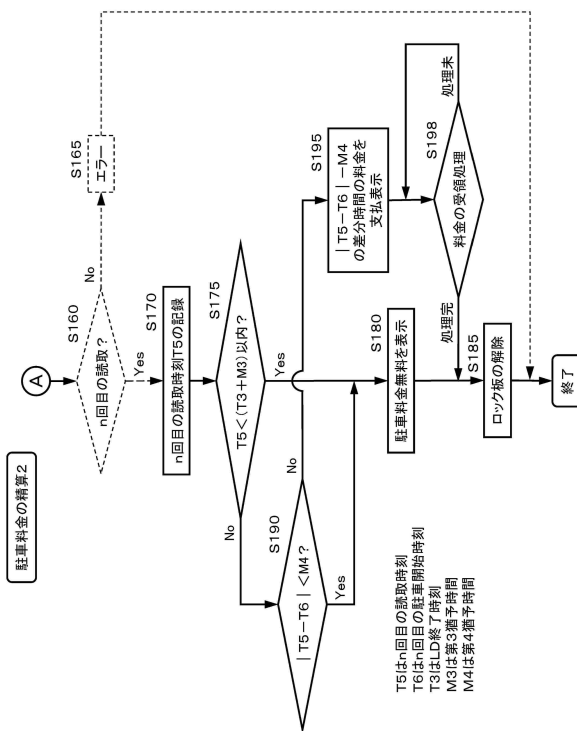 駐車料金の精算2
A
S160
n回目の読取?
No
S165
エラー
Yes
S170
n回目の読取時刻T5の記録
S175
T5<(T3+M3)以内?
No
Yes
S190
|T5−T6|<M4?
No
Yes
S195
|T5−T6|−M4
の差分時間の料金を
支払表示
S198
料金の受領処理
処理未
処理完
S180
駐車料金無料を表示
S185
ロック板の解除
終了
T5はn回目の読取時刻
T6はn回目の駐車開始時刻
T3はLD終了時刻
M3は第3猶予時間
M4は第4猶予時間